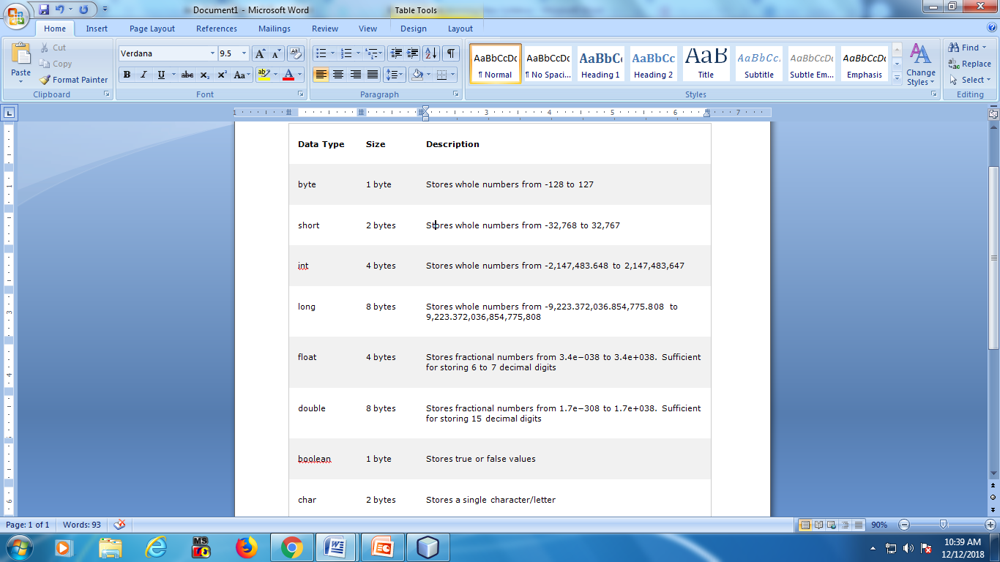 Document1 - Microsoft Word
Table Tools
Home Insert Page Layout References Mailings Review View Design Layout
Paste
Cut
Copy
Format Painter
Clipboard
Verdana 9.5
Font
Paragraph
AaBbCcDc AaBbCcDc AaBbC AaBbCc AaB AaBbCc. AaBbCcDc AaBbCcDc
¶ Normal ¶ No Spaci... Heading 1 Heading 2 Title Subtitle Subtle Em... Emphasis
Change
Styles
Styles
Find
Replace
Select
Editing
1 3 4 5 6 7
Data Type Size Description
byte 1 byte Stores whole numbers from -128 to 127
short 2 bytes Stores whole numbers from -32,768 to 32,767
int 4 bytes Stores whole numbers from -2,147,483.648 to 2,147,483,647
long 8 bytes Stores whole numbers from -9,223.372,036.854,775.808 to
9,223.372,036,854,775,808
float 4 bytes Stores fractional numbers from 3.4e−038 to 3.4e+038. Sufficient
for storing 6 to 7 decimal digits
double 8 bytes Stores fractional numbers from 1.7e−308 to 1.7e+038. Sufficient
for storing 15 decimal digits
boolean 1 byte Stores true or false values
char 2 bytes Stores a single character/letter
Page: 1 of 1 Words: 93 90%
MS
10:39 AM
12/12/2018